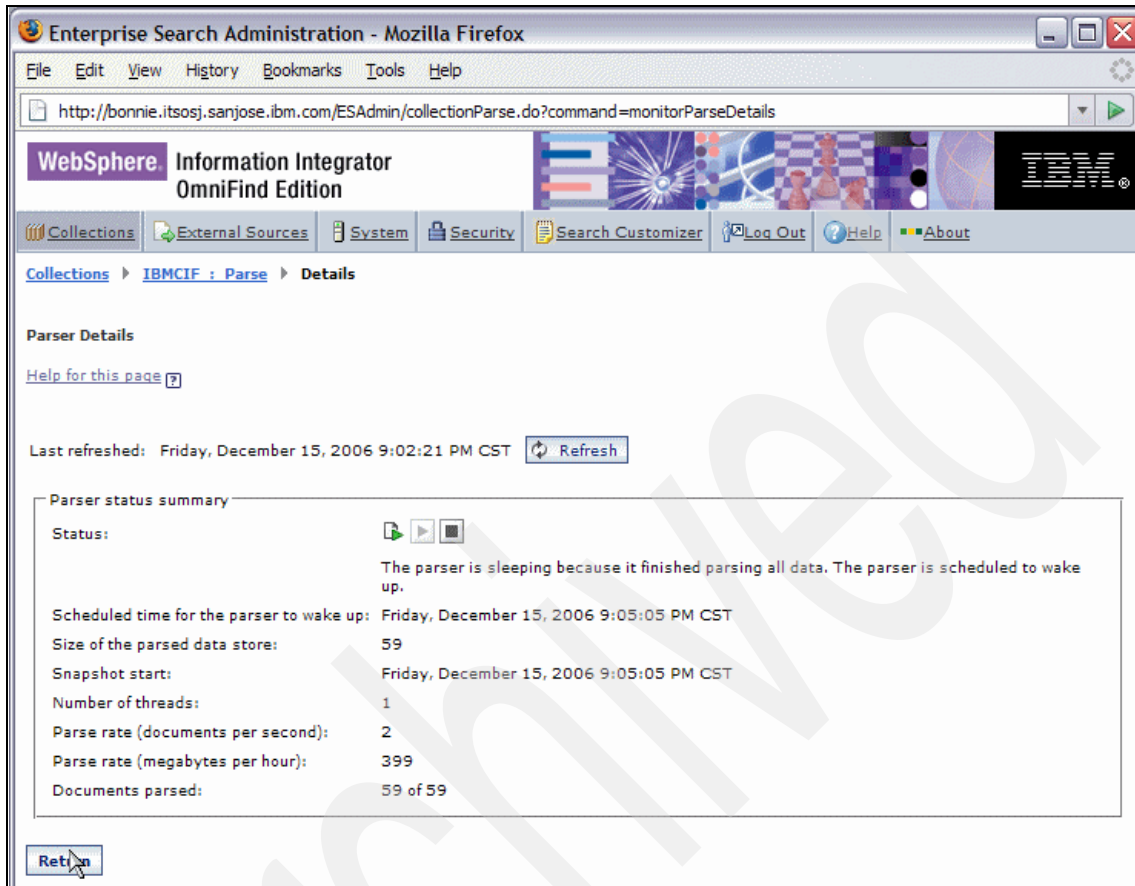 Enterprise Search Administration - Mozilla Firefox
File Edit View History Bookmarks Tools Help
http://bonnie.itsosj.sanjose.ibm.com/ESAdmin/collectionParse.do?command=monitorParseDetails
WebSphere. Information Integrator
OmniFind Edition
IBM®
Collections External Sources System Security Search Customizer Log Out Help About
Collections IBMCIF : Parse Details
Parser Details
Help for this page ?
Last refreshed: Friday, December 15, 2006 9:02:21 PM CST Refresh
Parser status summary
Status:
The parser is sleeping because it finished parsing all data. The parser is scheduled to wake
up.
Scheduled time for the parser to wake up: Friday, December 15, 2006 9:05:05 PM CST
Size of the parsed data store: 59
Snapshot start: Friday, December 15, 2006 9:05:05 PM CST
Number of threads: 1
Parse rate (documents per second): 2
Parse rate (megabytes per hour): 399
Documents parsed: 59 of 59
Return